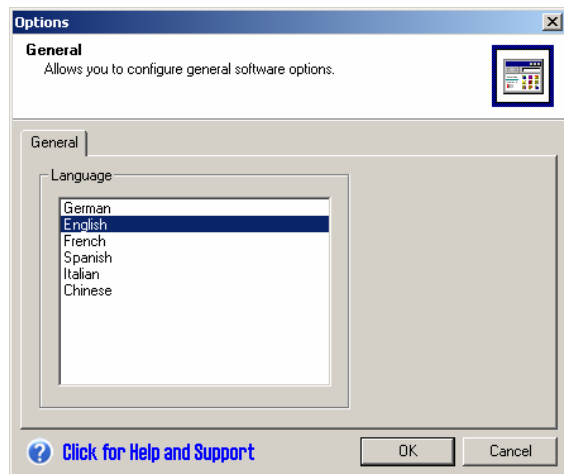 Options
General
Allows you to configure general software options.
General
Language
German
English
French
Spanish
Italian
Chinese
Click for Help and Support
OK
Cancel